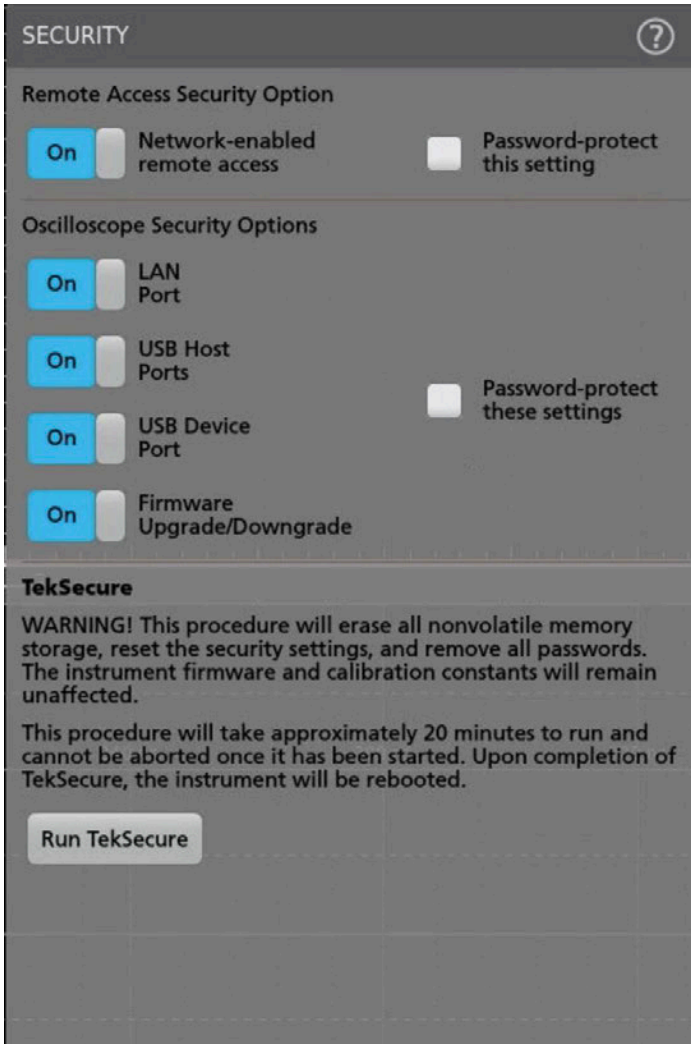 SECURITY
?
Remote Access Security Option
On
Network-enabled
remote access
Password-protect
this setting
Oscilloscope Security Options
On
LAN
Port
On
USB Host
Ports
Password-protect
these settings
On
USB Device
Port
On
Firmware
Upgrade/Downgrade
TekSecure
WARNING! This procedure will erase all nonvolatile memory
storage, reset the security settings, and remove all passwords.
The instrument firmware and calibration constants will remain
unaffected.
This procedure will take approximately 20 minutes to run and
cannot be aborted once it has been started. Upon completion of
TekSecure, the instrument will be rebooted.
Run TekSecure